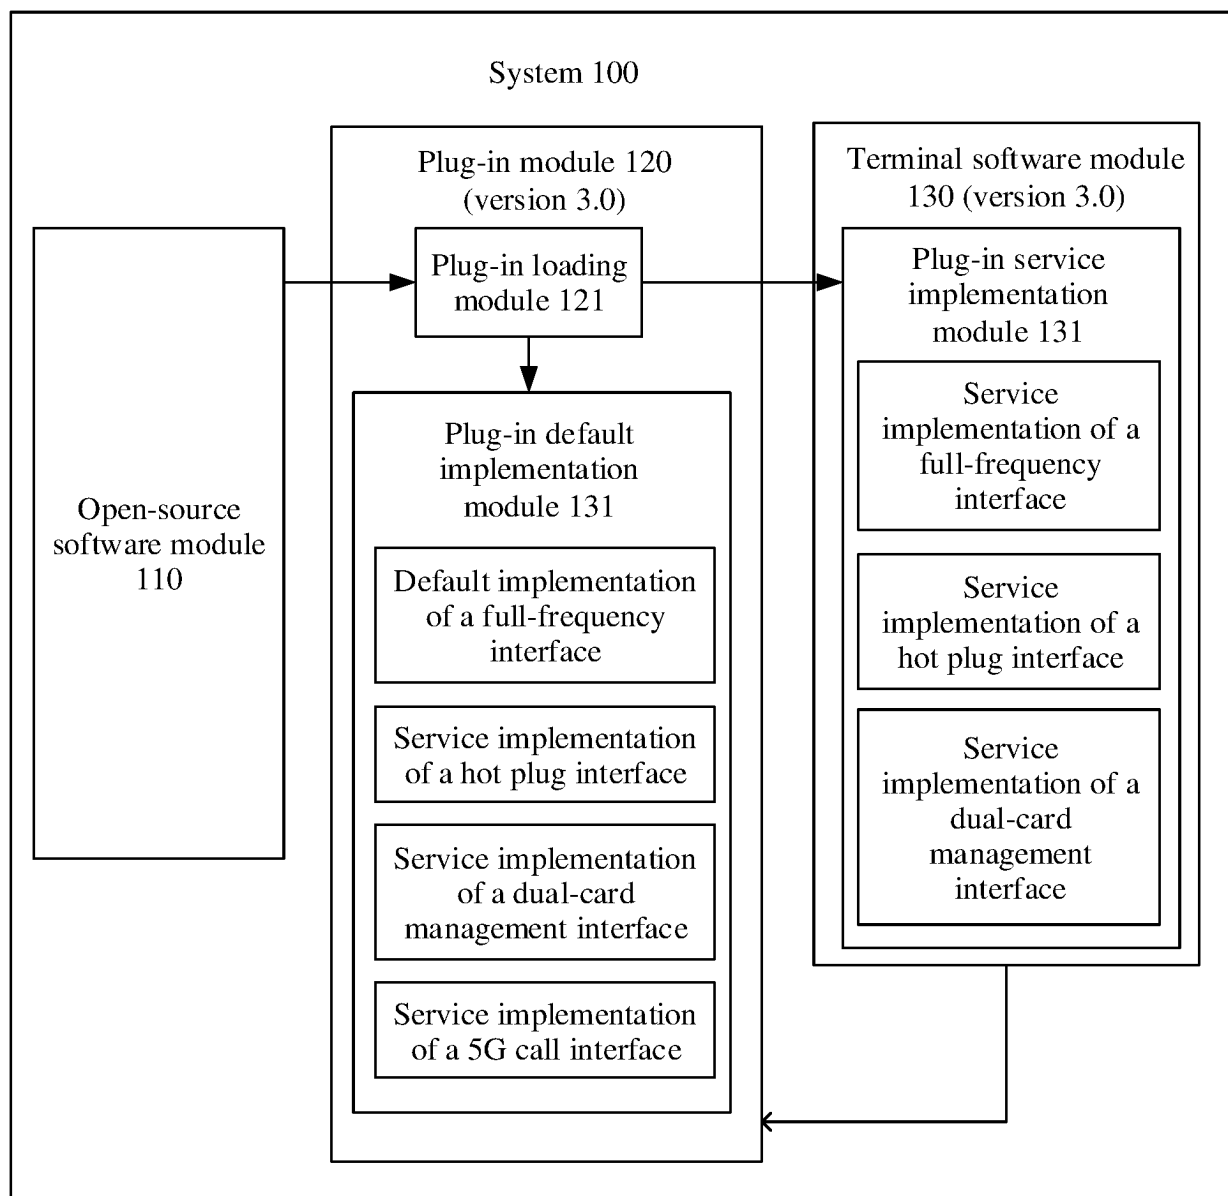 System 100
Plug-in module 120
(version 3.0)
Plug-in loading
module 121
Plug-in default
implementation
module 131
Default implementation
of a full-frequency
interface
Service implementation
of a hot plug interface
Service implementation
of a dual-card
management interface
Service implementation
of a 5G call interface
Open-source
software module
110
Terminal software module
130 (version 3.0)
Plug-in service
implementation
module 131
Service
implementation of a
full-frequency
interface
Service
implementation of a
hot plug interface
Service
implementation of a
dual-card
management
interface